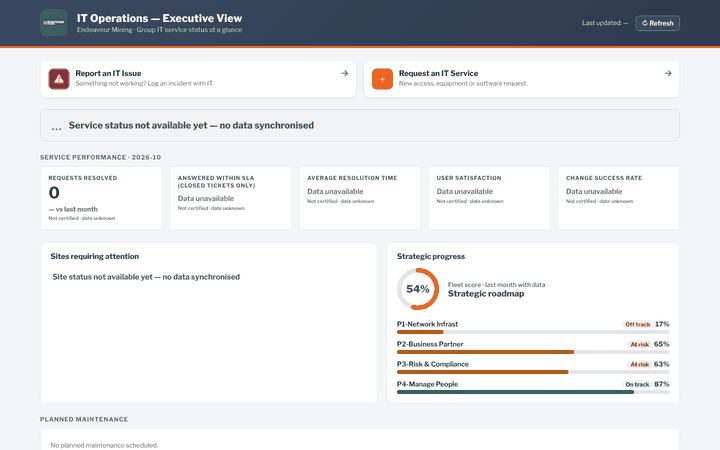 IT Operations — Executive View
Endeavour Mining · Group IT service status at a glance
Last updated: —
↻ Refresh
Report an IT Issue
Something not working? Log an incident with IT.
→
Request an IT Service
New access, equipment or software request.
→
... Service status not available yet — no data synchronised
SERVICE PERFORMANCE · 2026-10
REQUESTS RESOLVED
0
— vs last month
Not certified · date unknown
ANSWERED WITHIN SLA
(CLOSED TICKETS ONLY)
Data unavailable
Not certified · date unknown
AVERAGE RESOLUTION TIME
Data unavailable
Not certified · date unknown
USER SATISFACTION
Data unavailable
Not certified · date unknown
CHANGE SUCCESS RATE
Data unavailable
Not certified · date unknown
Sites requiring attention
Site status not available yet — no data synchronised
Strategic progress
54%
Fleet score · last month with data
Strategic roadmap
P1-Network Infrast Off track 17%
P2-Business Partner At risk 65%
P3-Risk & Compliance At risk 63%
P4-Manage People On track 87%
PLANNED MAINTENANCE
No planned maintenance scheduled.